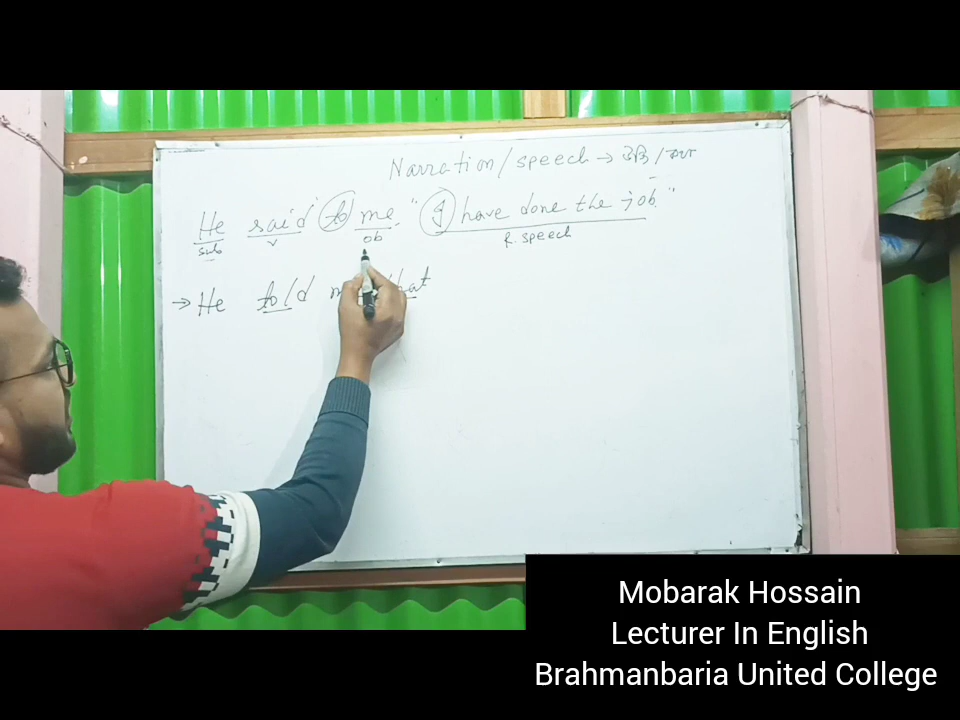 Narration/speech → উক্তি/বাচ্য
He said to me, "I have done the job"
sub v ob R. speech
→ He told that
Mobarak Hossain
Lecturer In English
Brahmanbaria United College